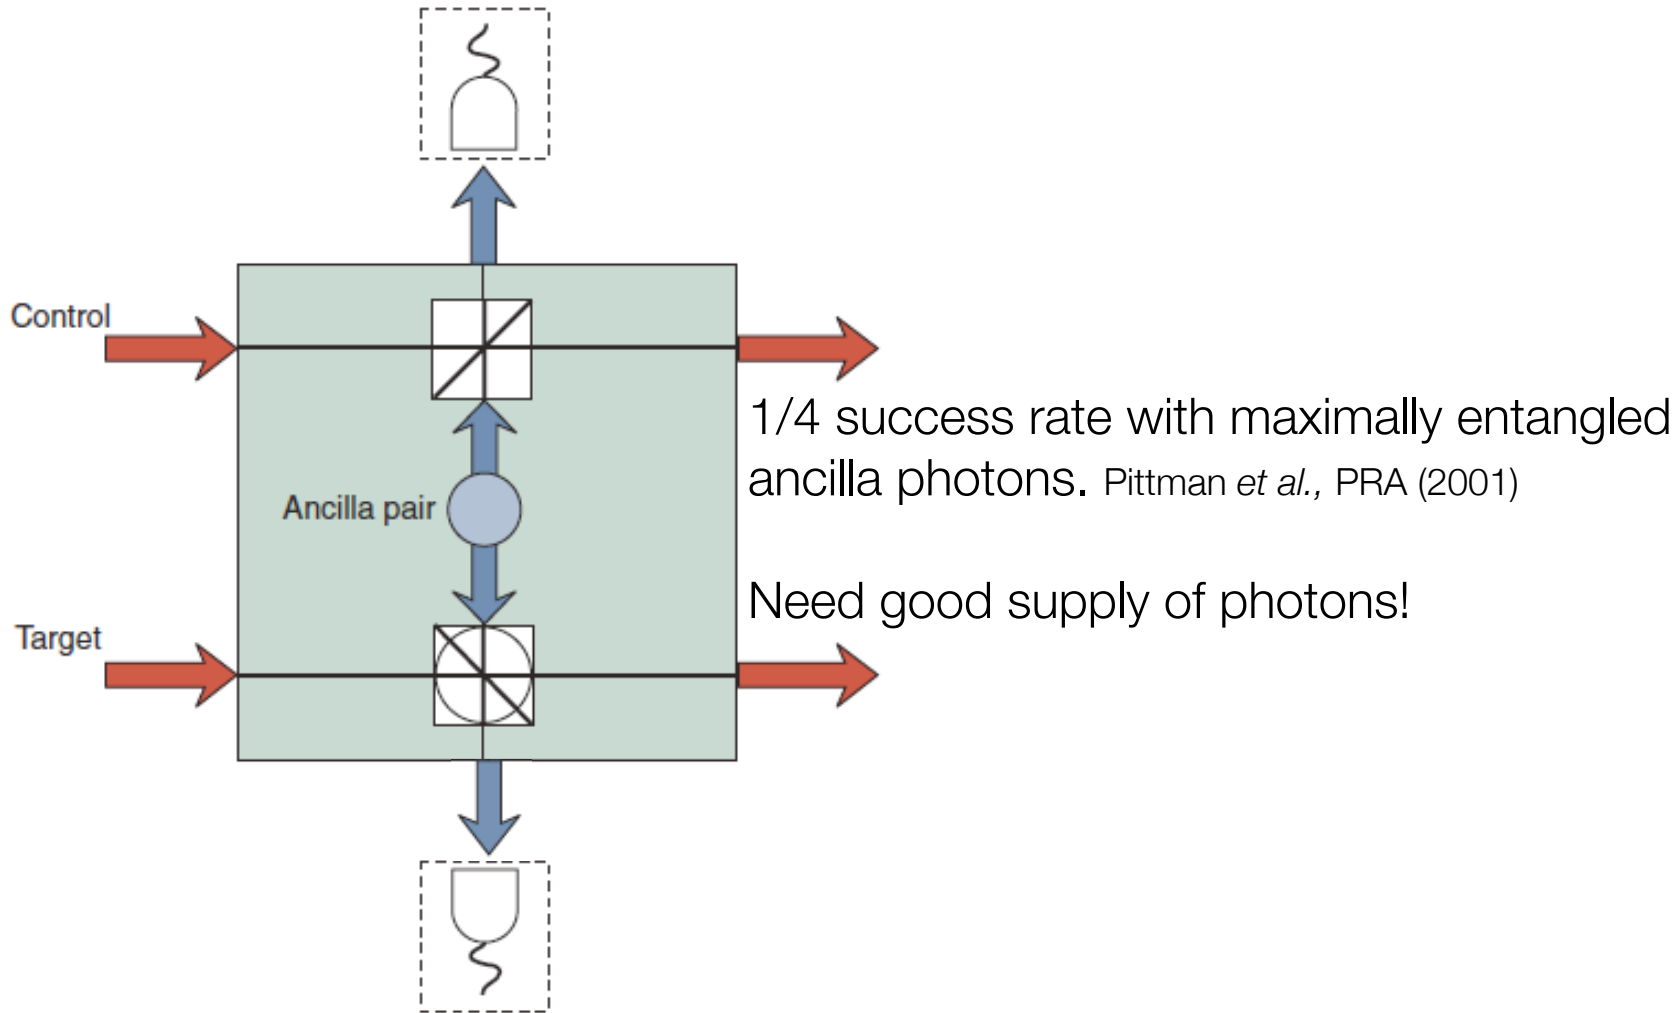 Control
1/4 success rate with maximally entangled
ancilla photons. Pittman et al., PRA (2001)
Ancilla pair
Need good supply of photons!
Target